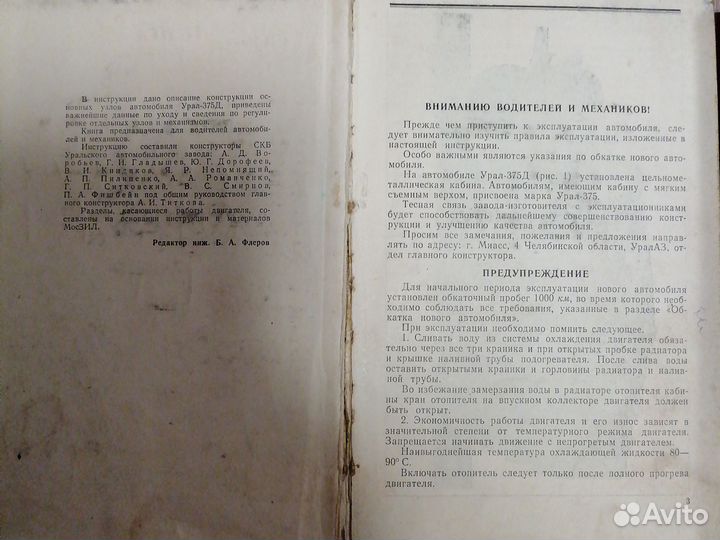 В инструкции дано описание конструкции ос-
новных узлов автомобиля Урал-375Д, приведены
важнейшие данные по уходу и сведения по регули-
ровке отдельных узлов и механизмов.
Книга предназначена для водителей автомоби-
лей и механиков.
Инструкцию составили конструкторы СКБ
Уральского автомобильного завода: А. Д. Во-
робьев, Г. И. Гладышев, Ю. Г. Дорофеев,
В. И. Киндяков, Я. Р. Непомнящий,
А. П. Пилипенко, А. А. Романченко,
Г. П. Ситковский, В. С. Смирнов,
П. А. Фишбейн под общим руководством глав-
ного конструктора А. И. Титкова.
Разделы, касающиеся работы двигателя, со-
ставлены на основании инструкции и материалов
МосЗИЛ.
Редактор инж. Б. А. Флеров
ВНИМАНИЮ ВОДИТЕЛЕЙ И МЕХАНИКОВ!
Прежде чем приступить к эксплуатации автомобиля, сле-
дует внимательно изучить правила эксплуатации, изложенные в
настоящей инструкции.
Особо важными являются указания по обкатке нового авто-
мобиля.
На автомобиле Урал-375Д (рис. 1) установлена цельноме-
таллическая кабина. Автомобилям, имеющим кабину с мягким
съемным верхом, присвоена марка Урал-375.
Тесная связь завода-изготовителя с эксплуатационниками
будет способствовать дальнейшему совершенствованию конст-
рукции и улучшению качества автомобиля.
Просим все замечания, пожелания и предложения направ-
лять по адресу: г. Миасс, 4 Челябинской области, УралАЗ, от-
дел главного конструктора.
ПРЕДУПРЕЖДЕНИЕ
Для начального периода эксплуатации нового автомобиля
установлен обкаточный пробег 1000 км, во время которого необ-
ходимо соблюдать все требования, указанные в разделе «Об-
катка нового автомобиля».
При эксплуатации необходимо помнить следующее.
1. Сливать воду из системы охлаждения двигателя обяза-
тельно через все три краника и при открытых пробке радиатора
и крышке наливной трубы подогревателя. После слива воды
оставить открытыми краники и горловины радиатора и налив-
ной трубы.
Во избежание замерзания воды в радиаторе отопителя каби-
ны кран отопителя на впускном коллекторе двигателя должен
быть открыт.
2. Экономичность работы двигателя и его износ зависят в
значительной степени от температурного режима двигателя.
Запрещается начинать движение с непрогретым двигателем.
Наивыгоднейшая температура охлаждающей жидкости 80—
90° С.
Включать отопитель следует только после полного прогрева
двигателя.
3
Avito